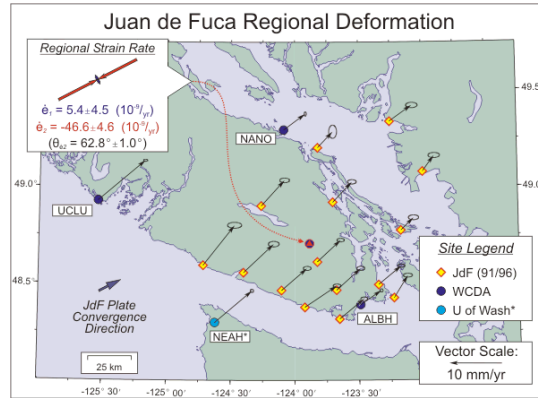 Juan de Fuca Regional Deformation
Regional Strain Rate
ė₁ = 5.4±4.5 (10⁻⁹/yr)
ė₂ = -46.6±4.6 (10⁻⁹/yr)
(θe2 = 62.8°±1.0°)
49.5°
49.0°
48.5°
49.0°
48.5°
NANO
UCLU
ALBH
NEAH*
JdF Plate
Convergence
Direction
25 km
Site Legend
JdF (91/96)
WCDA
U of Wash*
Vector Scale:
10 mm/yr
-125° 30'
-125° 00'
-124° 30'
-124° 00'
-123° 30'